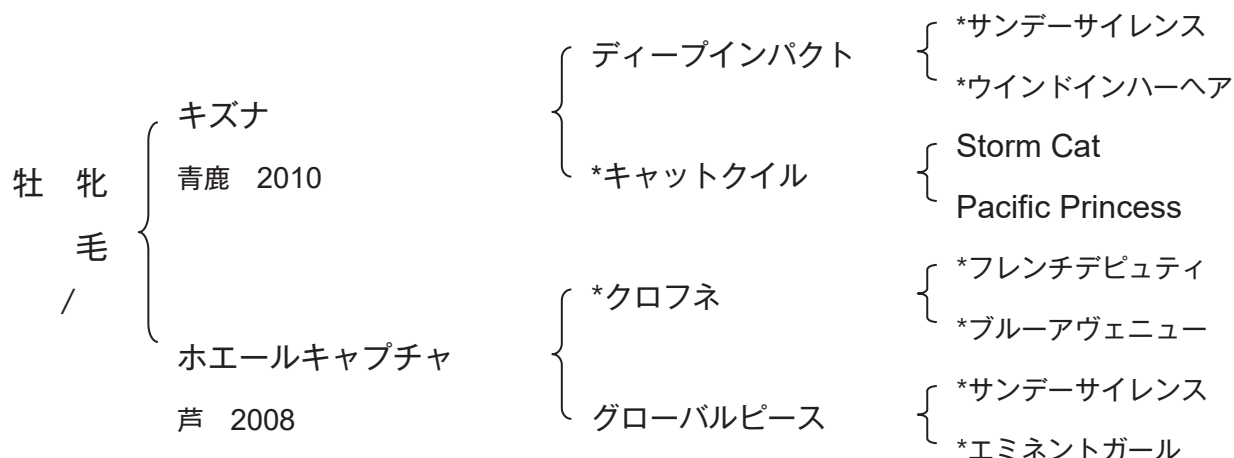 牡 牝
毛
/
キズナ
青鹿 2010
ホエールキャプチャ
芦 2008
ディープインパクト
*キャットクイル
*クロフネ
グローバルピース
*サンデーサイレンス
*ウインドインハーヘア
Storm Cat
Pacific Princess
*フレンチデピュティ
*ブルーアヴェニュー
*サンデーサイレンス
*エミネントガール